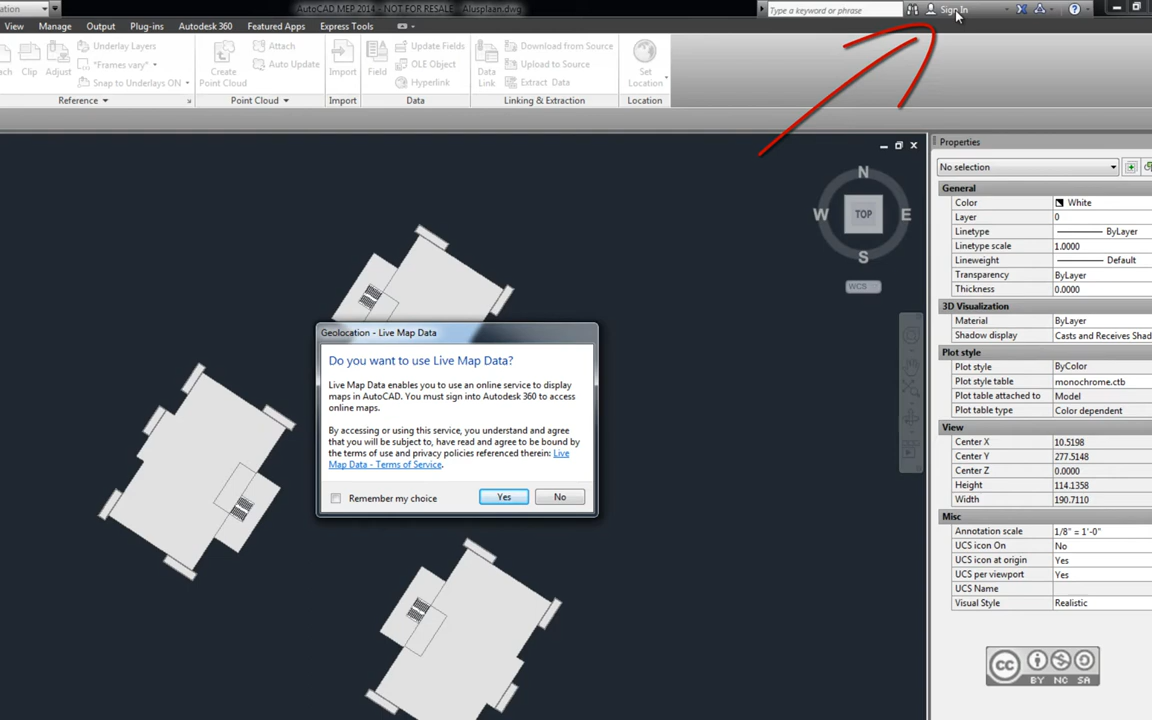 AutoCAD MEP 2014 - NOT FOR RESALE Alusplaan.dwg
Type a keyword or phrase
Sign In
View Manage Output Plug-ins Autodesk 360 Featured Apps Express Tools
Clip
Adjust
Underlay Layers
*Frames vary*
Snap to Underlays ON
Reference
Create
Point Cloud
Attach
Auto Update
Point Cloud
Import
Import
Field
Update Fields
OLE Object
Hyperlink
Data
Data
Link
Download from Source
Upload to Source
Extract Data
Linking & Extraction
Set
Location
Location
N
W
TOP
E
S
WCS
Geolocation - Live Map Data
Do you want to use Live Map Data?
Live Map Data enables you to use an online service to display
maps in AutoCAD. You must sign into Autodesk 360 to access
online maps.
By accessing or using this service, you understand and agree
that you will be subject to, have read and agree to be bound by
the terms of use and privacy policies referenced therein: Live
Map Data - Terms of Service.
Remember my choice
Yes
No
Properties
No selection
General
Color White
Layer 0
Linetype ByLayer
Linetype scale 1.0000
Lineweight Default
Transparency ByLayer
Thickness 0.0000
3D Visualization
Material ByLayer
Shadow display Casts and Receives Shad
Plot style
Plot style ByColor
Plot style table monochrome.ctb
Plot table attached to Model
Plot table type Color dependent
View
Center X 10.5198
Center Y 277.5148
Center Z 0.0000
Height 114.1358
Width 190.7110
Misc
Annotation scale 1/8" = 1'-0"
UCS icon On No
UCS icon at origin Yes
UCS per viewport Yes
UCS Name
Visual Style Realistic
cc
BY NC SA